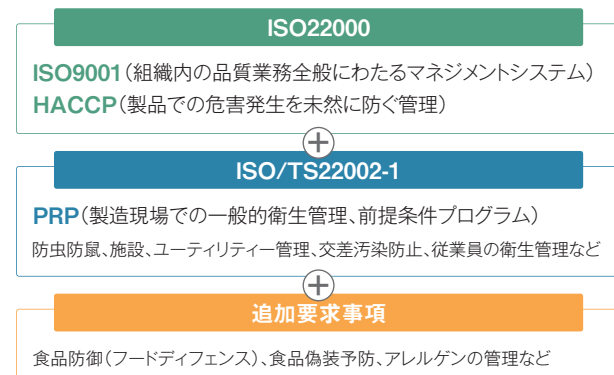 ISO22000
ISO9001（組織内の品質業務全般にわたるマネジメントシステム）
HACCP（製品での危害発生を未然に防ぐ管理）
+
ISO/TS22002-1
PRP（製造現場での一般的衛生管理、前提条件プログラム）
防虫防鼠、施設、ユーティリティー管理、交差汚染防止、従業員の衛生管理など
+
追加要求事項
食品防御（フードディフェンス）、食品偽装予防、アレルゲンの管理など